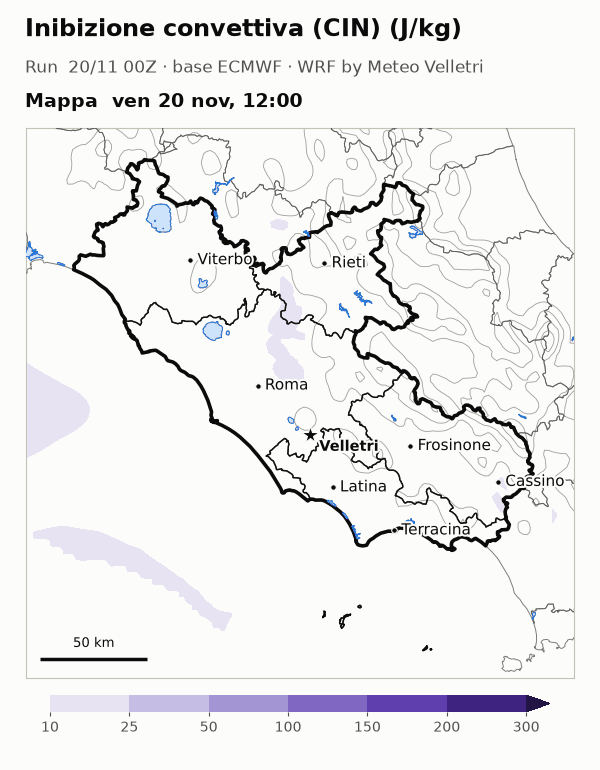 Inibizione convettiva (CIN) (J/kg)
Run  20/11 00Z · base ECMWF · WRF by Meteo Velletri
Mappa  ven 20 nov, 12:00
Viterbo
Rieti
Roma
Velletri
Frosinone
Cassino
Latina
Terracina
50 km
10 25 50 100 150 200 300